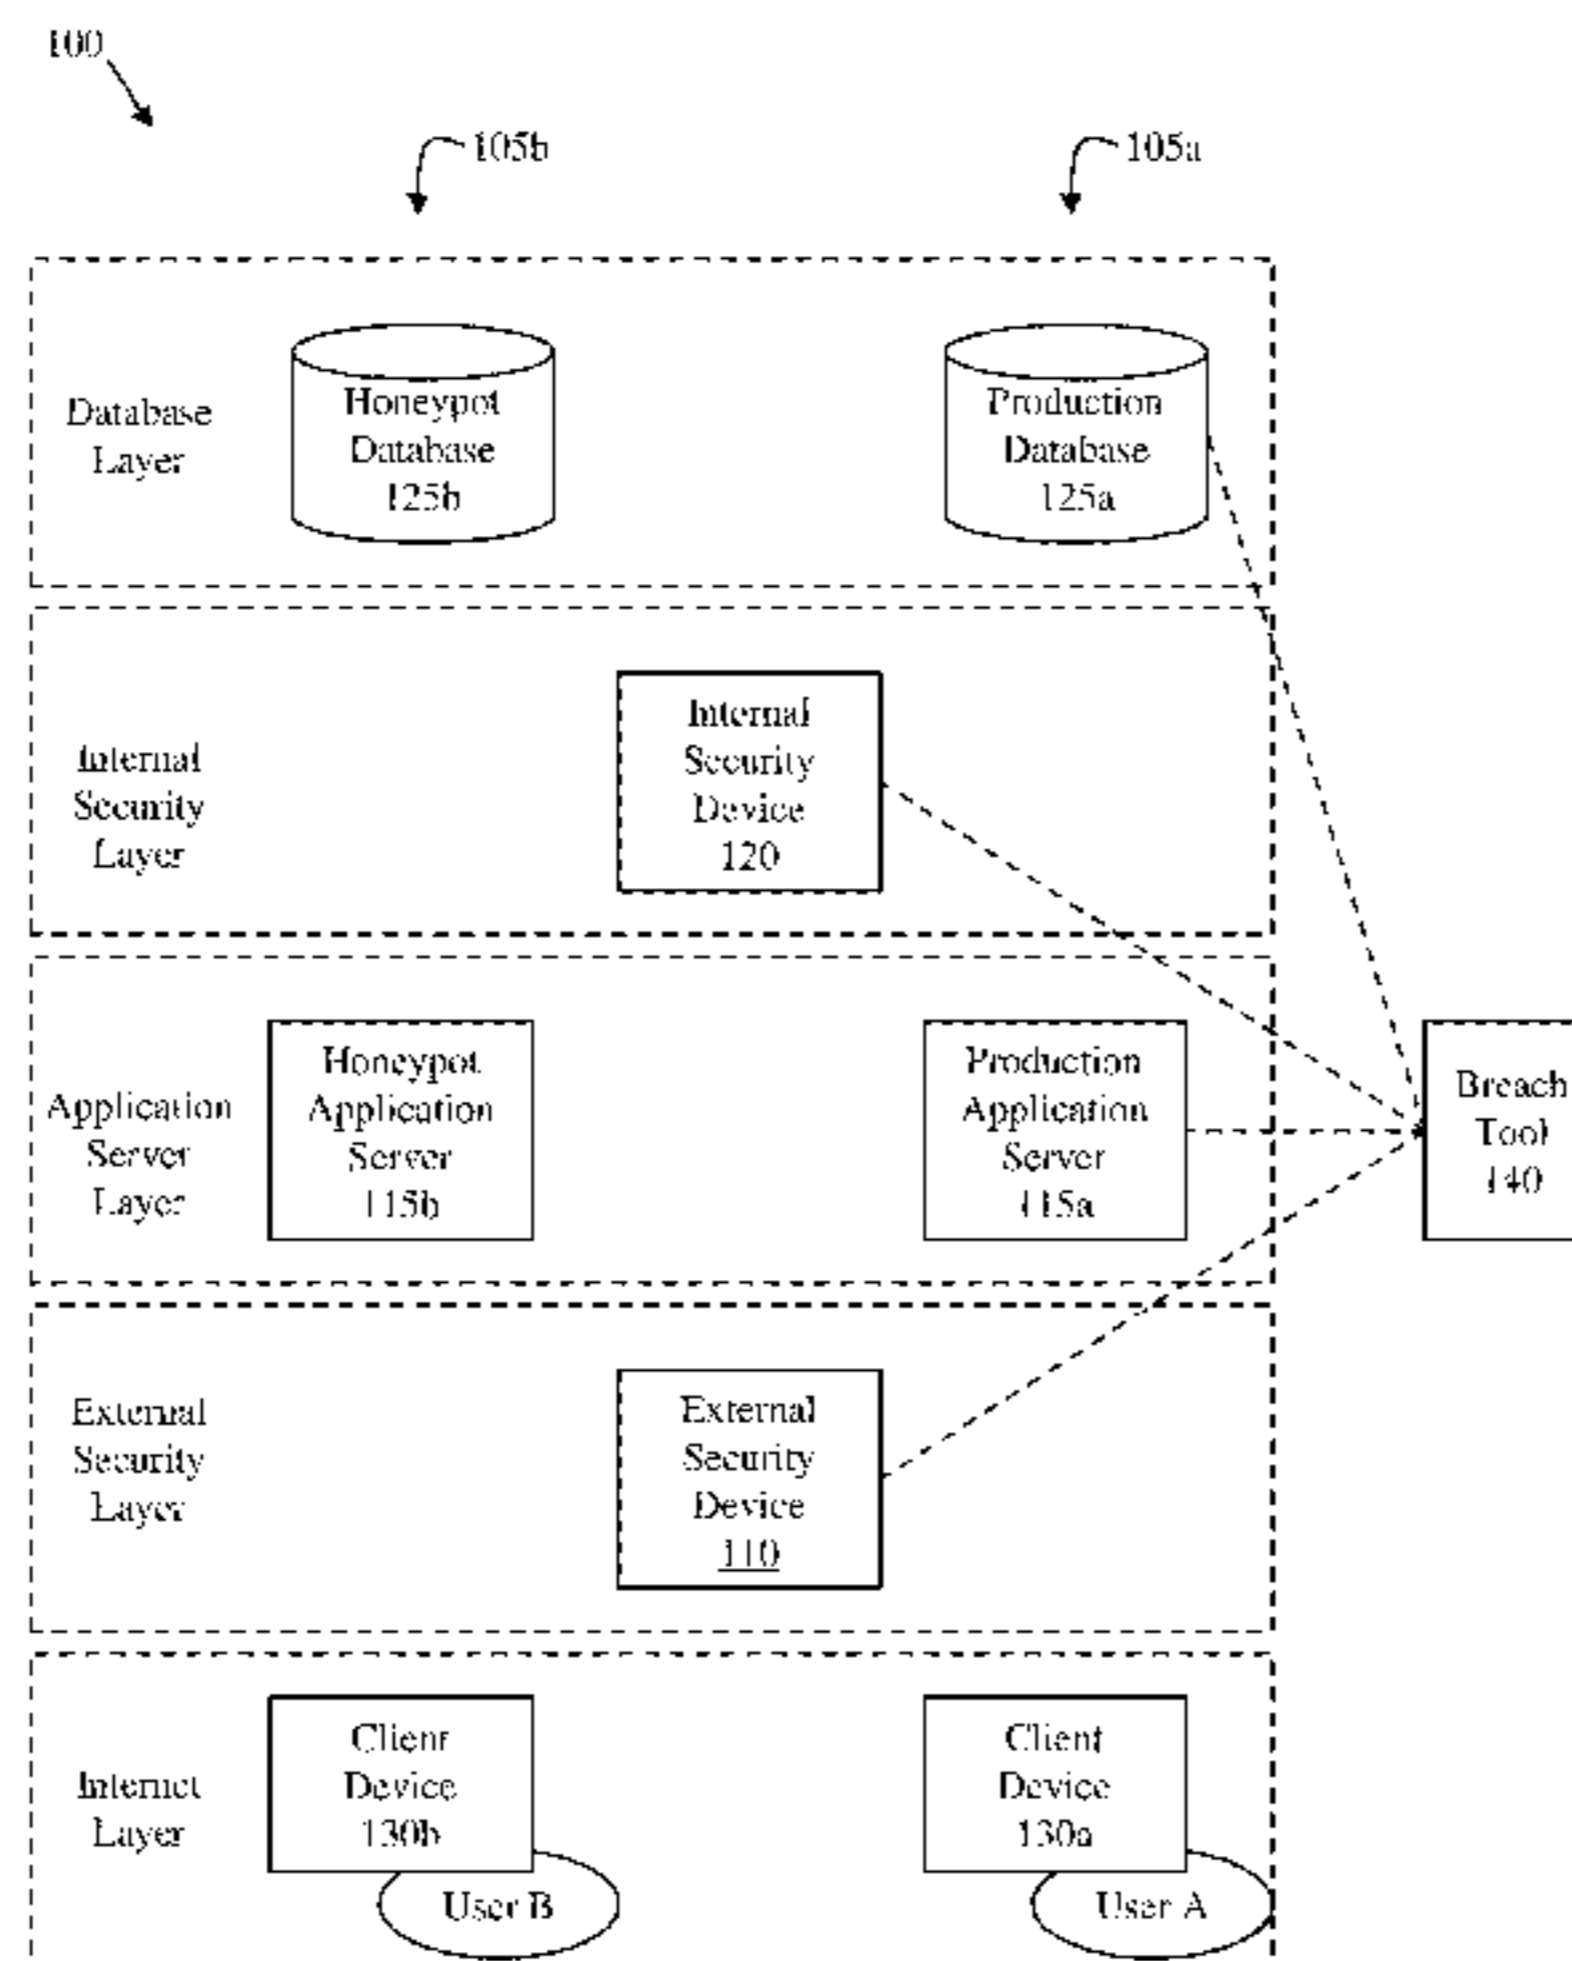 100
105b
105a
Database
Layer
Honeypot
Database
125b
Production
Database
125a
Internal
Security
Layer
Internal
Security
Device
120
Application
Server
Layer
Honeypot
Application
Server
115b
Production
Application
Server
115a
Breach
Tool
140
External
Security
Layer
External
Security
Device
110
Internet
Layer
Client
Device
130b
User B
Client
Device
130a
User A